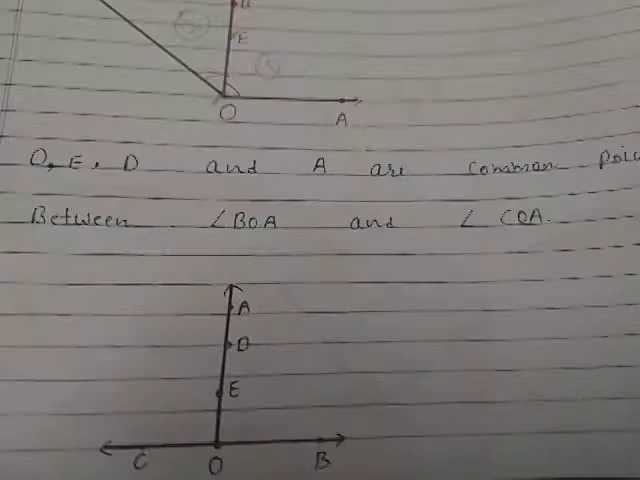 E
O
A
O, E, D and A are common
Between ∠BOA and ∠COA.
A
D
E
C O B